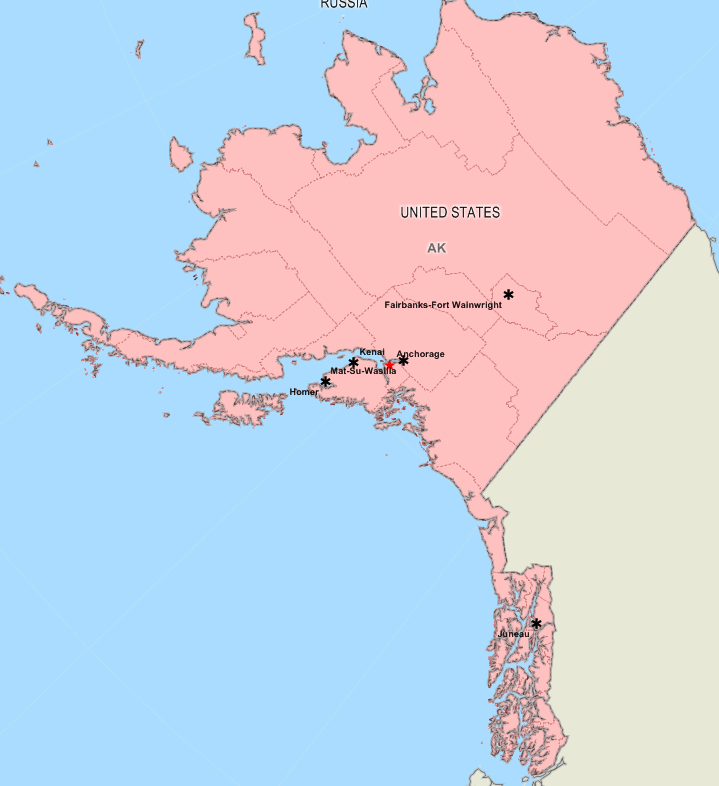 RUSSIA
UNITED STATES
AK
Fairbanks-Fort Wainwright
Kenai
Anchorage
Mat-Su-Wasilla
Homer
Juneau